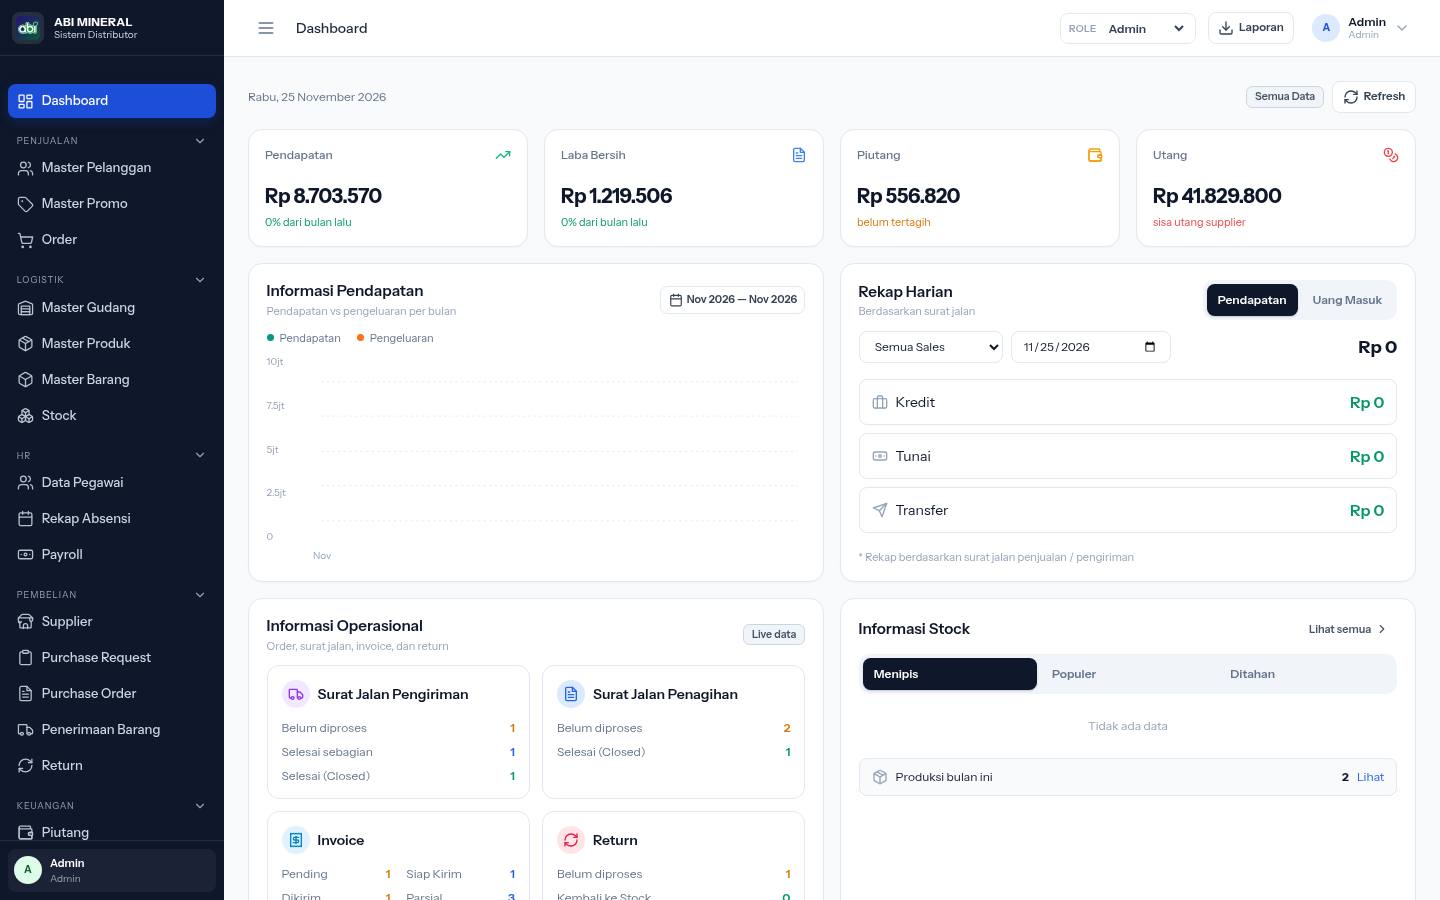 abi
ABI MINERAL
Sistem Distributor
Dashboard
PENJUALAN
Master Pelanggan
Master Promo
Order
LOGISTIK
Master Gudang
Master Produk
Master Barang
Stock
HR
Data Pegawai
Rekap Absensi
Payroll
PEMBELIAN
Supplier
Purchase Request
Purchase Order
Penerimaan Barang
Return
KEUANGAN
Piutang
A
Admin
Admin
Dashboard
ROLE Admin
Laporan
A
Admin
Admin
Rabu, 25 November 2026
Semua Data
Refresh
Pendapatan
Rp 8.703.570
0% dari bulan lalu
Laba Bersih
Rp 1.219.506
0% dari bulan lalu
Piutang
Rp 556.820
belum tertagih
Utang
Rp 41.829.800
sisa utang supplier
Informasi Pendapatan
Pendapatan vs pengeluaran per bulan
Nov 2026 — Nov 2026
Pendapatan
Pengeluaran
10jt
7.5jt
5jt
2.5jt
0
Nov
Rekap Harian
Berdasarkan surat jalan
Pendapatan
Uang Masuk
Semua Sales
11/25/2026
Rp 0
Kredit Rp 0
Tunai Rp 0
Transfer Rp 0
* Rekap berdasarkan surat jalan penjualan / pengiriman
Informasi Operasional
Order, surat jalan, invoice, dan return
Live data
Surat Jalan Pengiriman
Belum diproses 1
Selesai sebagian 1
Selesai (Closed) 1
Surat Jalan Penagihan
Belum diproses 2
Selesai (Closed) 1
Invoice
Pending 1 Siap Kirim 1
Dikirim 1 Parsial 3
Return
Belum diproses 1
Kembali ke Stock 0
Informasi Stock
Lihat semua
Menipis
Populer
Ditahan
Tidak ada data
Produksi bulan ini 2 Lihat